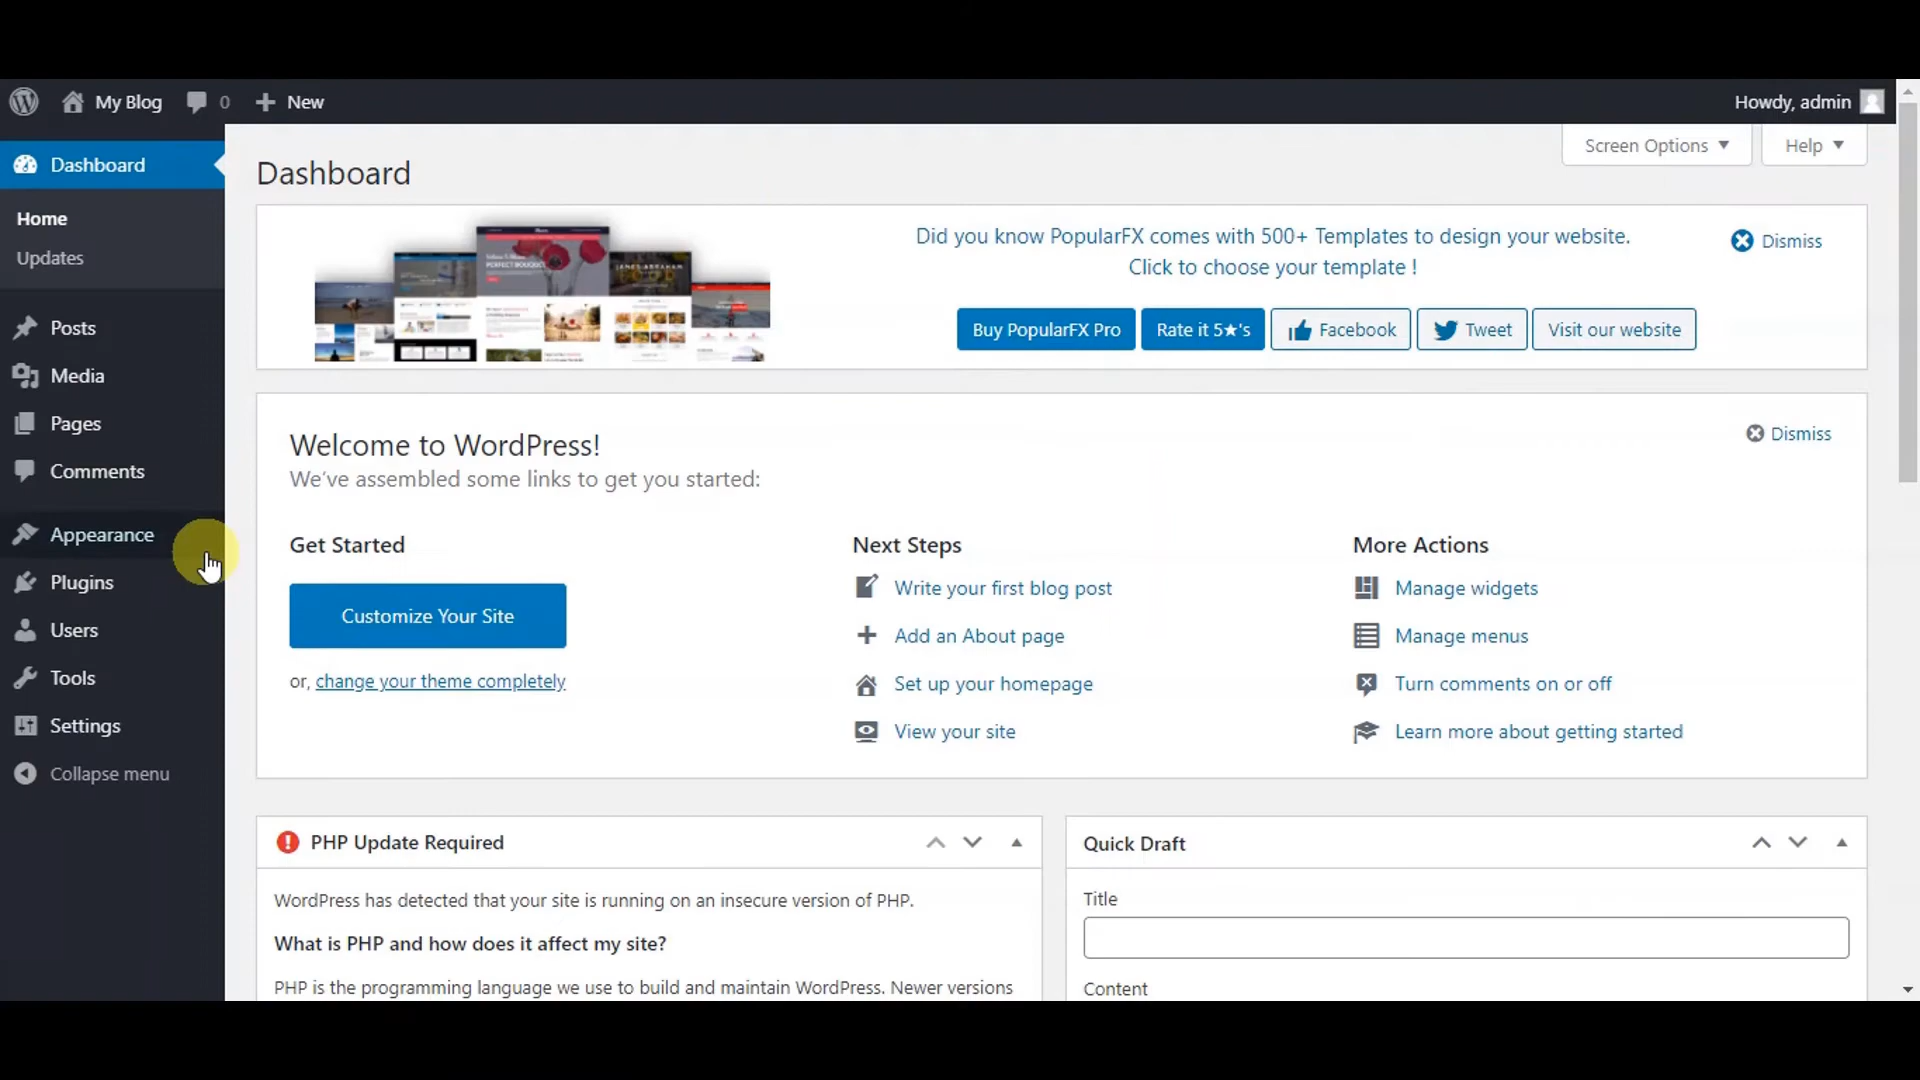 My Blog
0
New
Howdy, admin
Dashboard
Home
Updates
Posts
Media
Pages
Comments
Appearance
Plugins
Users
Tools
Settings
Collapse menu
Screen Options
Help
Dashboard
Did you know PopularFX comes with 500+ Templates to design your website.
Click to choose your template !
Dismiss
Buy PopularFX Pro
Rate it 5★'s
Facebook
Tweet
Visit our website
Welcome to WordPress!
We've assembled some links to get you started:
Dismiss
Get Started
Customize Your Site
or, change your theme completely
Next Steps
Write your first blog post
Add an About page
Set up your homepage
View your site
More Actions
Manage widgets
Manage menus
Turn comments on or off
Learn more about getting started
PHP Update Required
WordPress has detected that your site is running on an insecure version of PHP.
What is PHP and how does it affect my site?
PHP is the programming language we use to build and maintain WordPress. Newer versions
Quick Draft
Title
Content